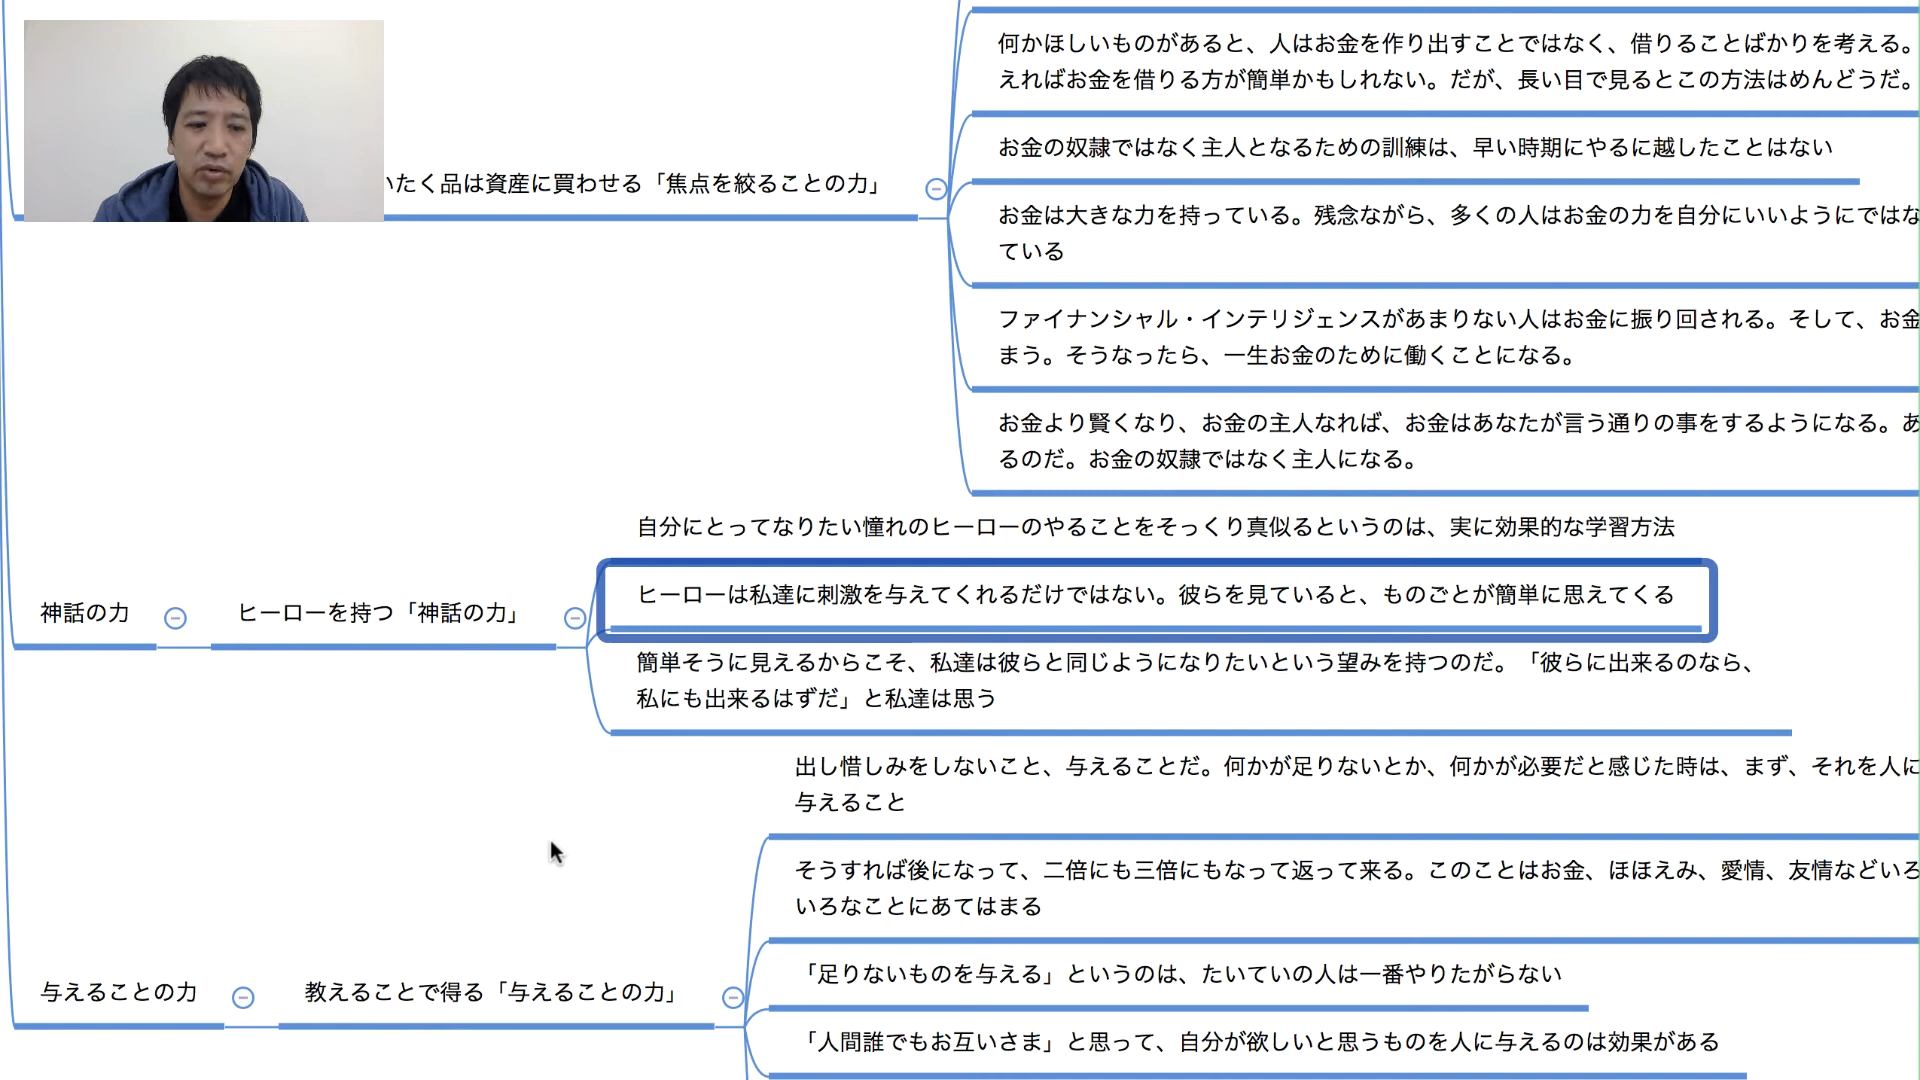 何かほしいものがあると、人はお金を作り出すことではなく、借りることばかりを考える。
えればお金を借りる方が簡単かもしれない。だが、長い目で見るとこの方法はめんどうだ。
お金の奴隷ではなく主人となるための訓練は、早い時期にやるに越したことはない
いたく品は資産に買わせる「焦点を絞ることの力」
お金は大きな力を持っている。残念ながら、多くの人はお金の力を自分にいいようにではな
ている
ファイナンシャル・インテリジェンスがあまりない人はお金に振り回される。そして、お金
まう。そうなったら、一生お金のために働くことになる。
お金より賢くなり、お金の主人なれば、お金はあなたが言う通りの事をするようになる。あ
るのだ。お金の奴隷ではなく主人になる。
神話の力
ヒーローを持つ「神話の力」
自分にとってなりたい憧れのヒーローのやることをそっくり真似るというのは、実に効果的な学習方法
ヒーローは私達に刺激を与えてくれるだけではない。彼らを見ていると、ものごとが簡単に思えてくる
簡単そうに見えるからこそ、私達は彼らと同じようになりたいという望みを持つのだ。「彼らに出来るのなら、
私にも出来るはずだ」と私達は思う
与えることの力
教えることで得る「与えることの力」
出し惜しみをしないこと、与えることだ。何かが足りないとか、何かが必要だと感じた時は、まず、それを人に
与えること
そうすれば後になって、二倍にも三倍にもなって返って来る。このことはお金、ほほえみ、愛情、友情などいろ
いろなことにあてはまる
「足りないものを与える」というのは、たいていの人は一番やりたがらない
「人間誰でもお互いさま」と思って、自分が欲しいと思うものを人に与えるのは効果がある